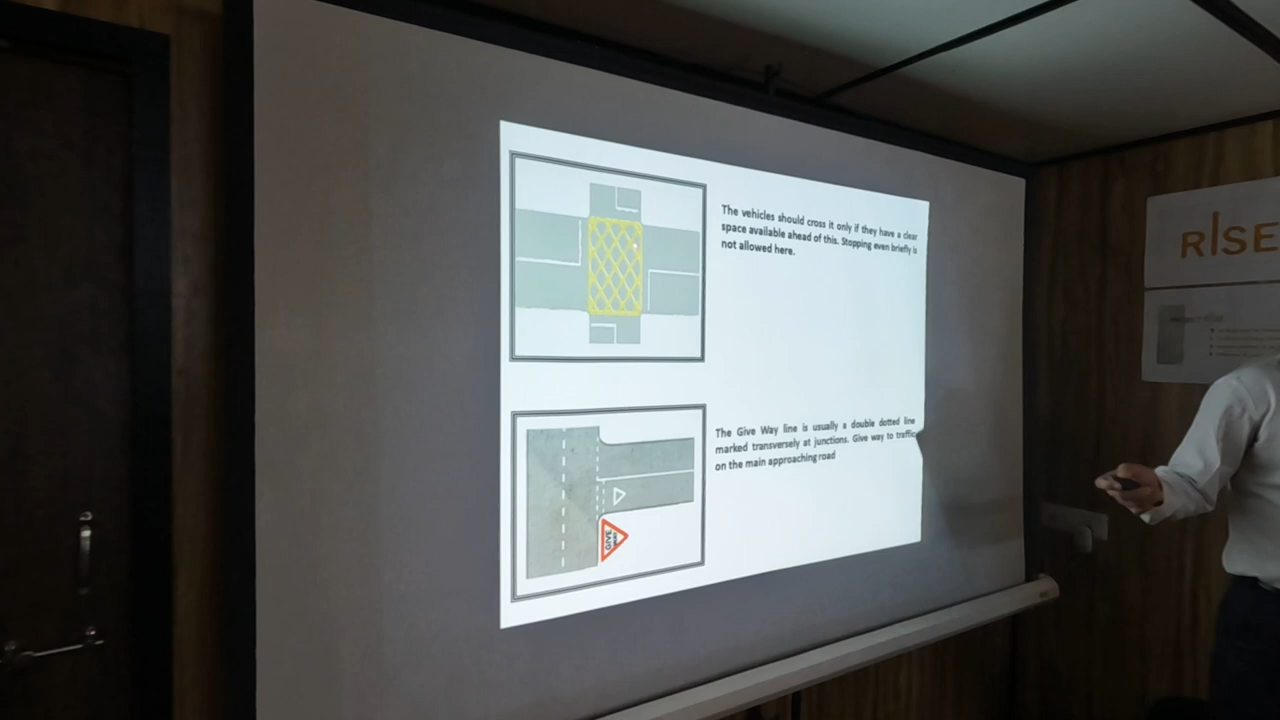 The vehicles should cross it only if they have a clear
space available ahead of this. Stopping even briefly is
not allowed here.
The Give Way line is usually a double dotted line
marked transversely at junctions. Give way to traffic
on the main approaching road
GIVE
RISE